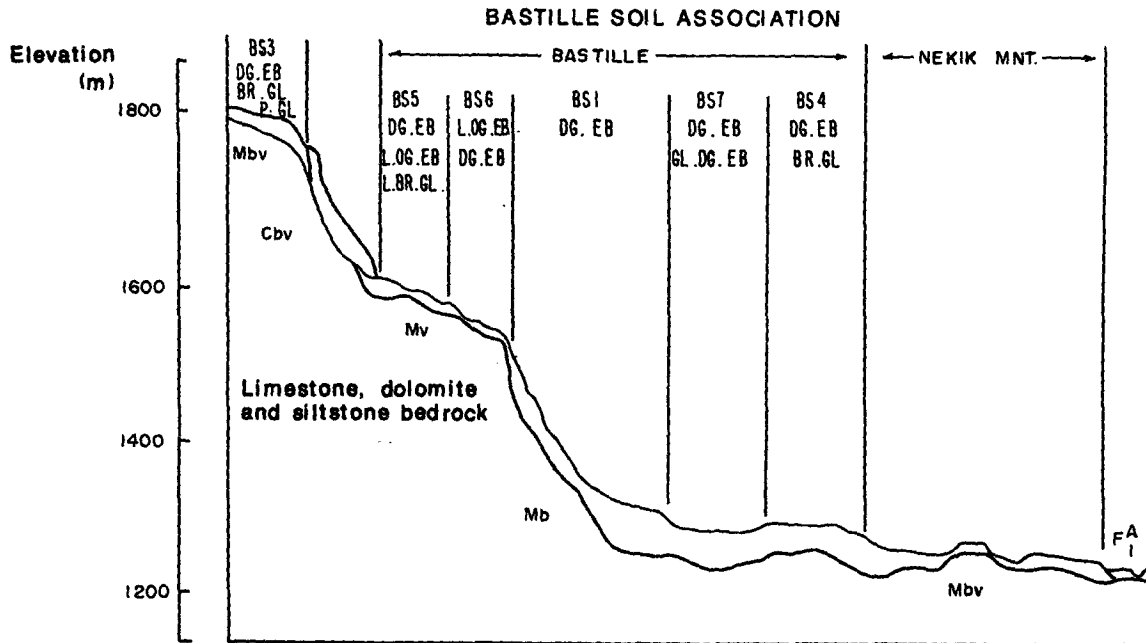 BASTILLE SOIL ASSOCIATION
Elevation
(m)
BS3
DG.EB
BR.GL
P.GL
BASTILLE
NEKIK MNT.
BS5
DG.EB
L.OG.EB
L.BR.GL.
BS6
L.OG.EB
DG.EB
BS1
DG.EB
BS7
DG.EB
GL.DG.EB
BS4
DG.EB
BR.GL
1800
1600
1400
1200
Mbv
Cbv
Mv
Limestone, dolomite
and siltstone bedrock
Mb
Mbv
F^A